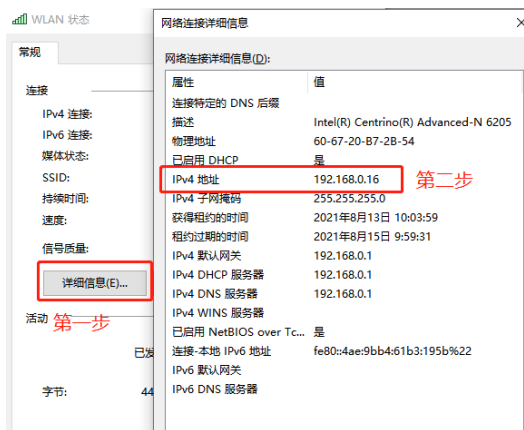 WLAN 状态
常规
连接
IPv4 连接:
IPv6 连接:
媒体状态:
SSID:
持续时间:
速度:
信号质量:
详细信息(E)...
第一步
活动
已发
字节:
44
网络连接详细信息
网络连接详细信息(D):
属性 值
连接特定的 DNS 后缀
描述 Intel(R) Centrino(R) Advanced-N 6205
物理地址 60-67-20-B7-2B-54
已启用 DHCP 是
IPv4 地址 192.168.0.16
第二步
IPv4 子网掩码 255.255.255.0
获得租约的时间 2021年8月13日 10:03:59
租约过期的时间 2021年8月15日 9:59:31
IPv4 默认网关 192.168.0.1
IPv4 DHCP 服务器 192.168.0.1
IPv4 DNS 服务器 192.168.0.1
IPv4 WINS 服务器
已启用 NetBIOS over Tc... 是
连接-本地 IPv6 地址 fe80::4ae:9bb4:61b3:195b%22
IPv6 默认网关
IPv6 DNS 服务器